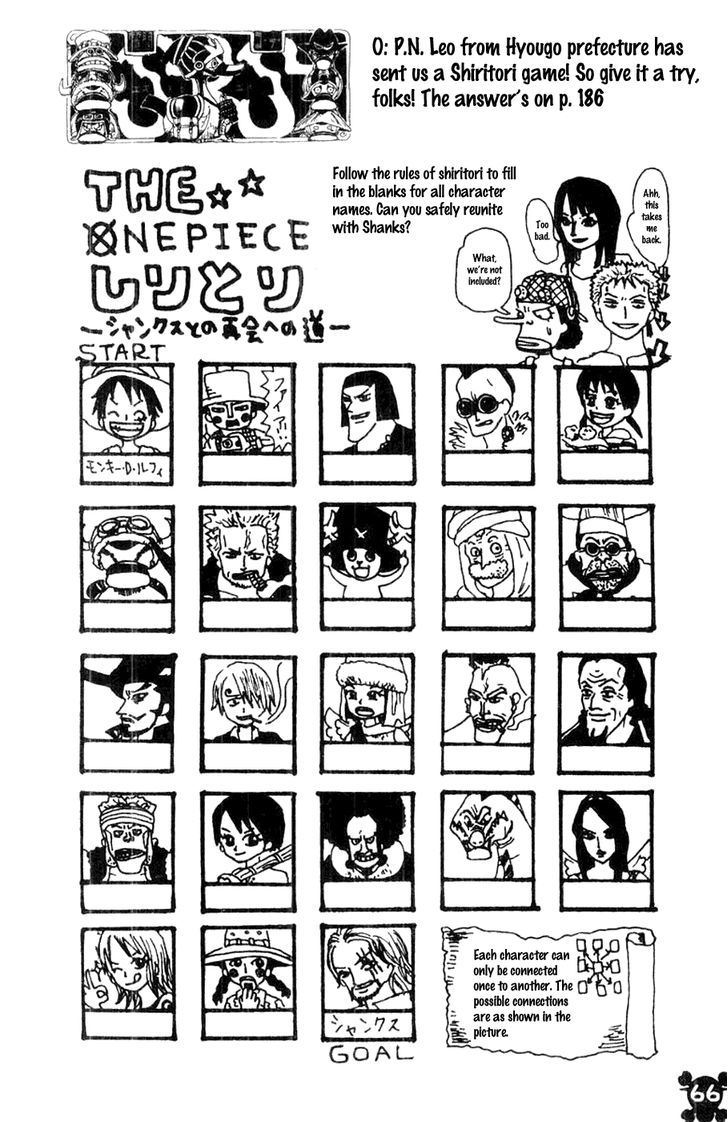 O: P.N. Leo from Hyougo prefecture has
sent us a Shiritori game! So give it a try,
folks! The answer's on p. 186
THE
ONEPIECE
しりとり
ーシャンクスとの再会への道ー
START
Follow the rules of shiritori to fill
in the blanks for all character
names. Can you safely reunite
with Shanks?
What,
we're not
included?
Too
bad.
Ahh,
this
takes
me
back.
モンキー・D・ルフィ
シャンクス
GOAL
Each character can
only be connected
once to another. The
possible connections
are as shown in the
picture.
66